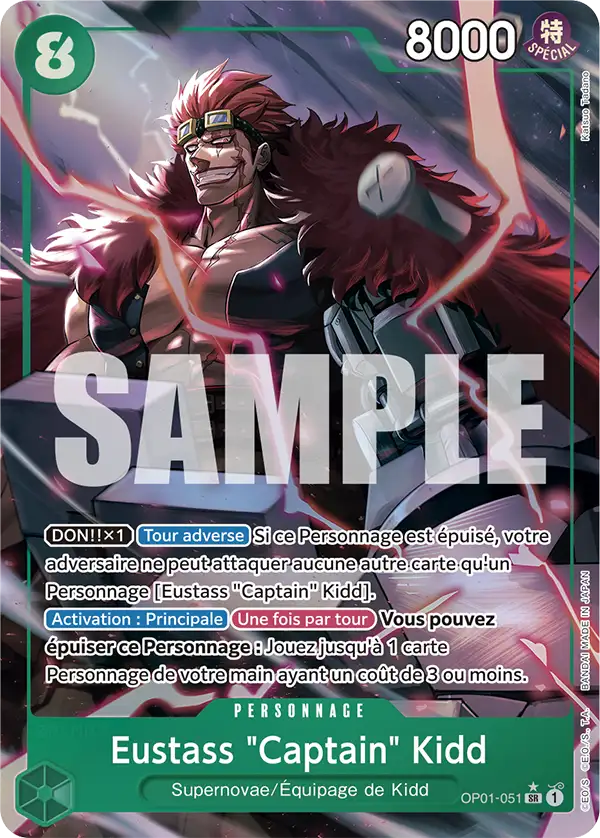 8
8000
特
SPÉCIAL
Katsuo Tadano
SAMPLE
DON!!×1 Tour adverse Si ce Personnage est épuisé, votre
adversaire ne peut attaquer aucune autre carte qu'un
Personnage [Eustass "Captain" Kidd].
Activation : Principale Une fois par tour Vous pouvez
épuiser ce Personnage : Jouez jusqu'à 1 carte
Personnage de votre main ayant un coût de 3 ou moins.
©E.O/S ©E.O./S., T.A. BANDAI MADE IN JAPAN
PERSONNAGE
Eustass "Captain" Kidd
Supernovae/Équipage de Kidd
OP01-051 SR 1